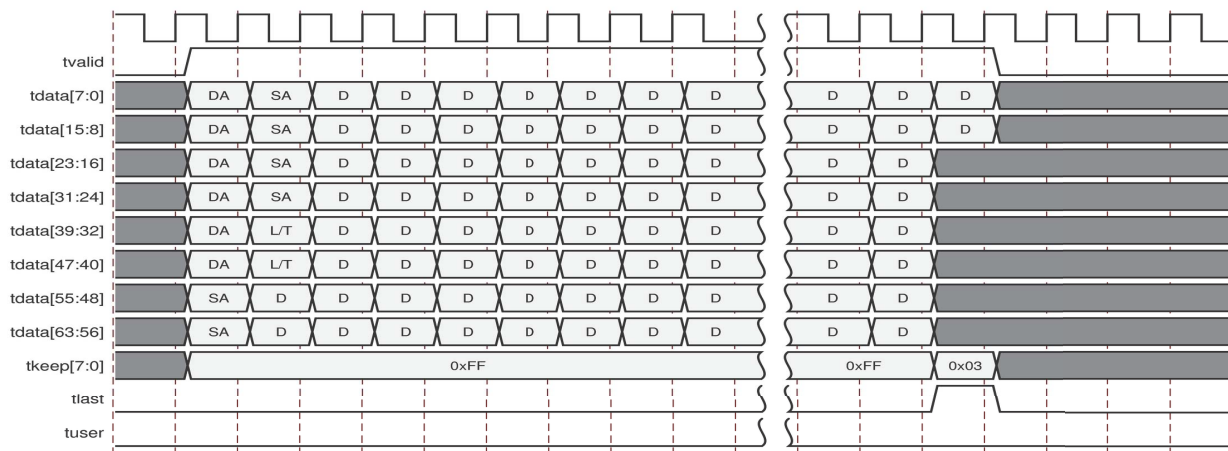 tvalid
tdata[7:0] DA SA D D D D D D D D D D
tdata[15:8] DA SA D D D D D D D D D D
tdata[23:16] DA SA D D D D D D D D D
tdata[31:24] DA SA D D D D D D D D D
tdata[39:32] DA L/T D D D D D D D D D
tdata[47:40] DA L/T D D D D D D D D D
tdata[55:48] SA D D D D D D D D D D
tdata[63:56] SA D D D D D D D D D D
tkeep[7:0] 0xFF 0xFF 0x03
tlast
tuser